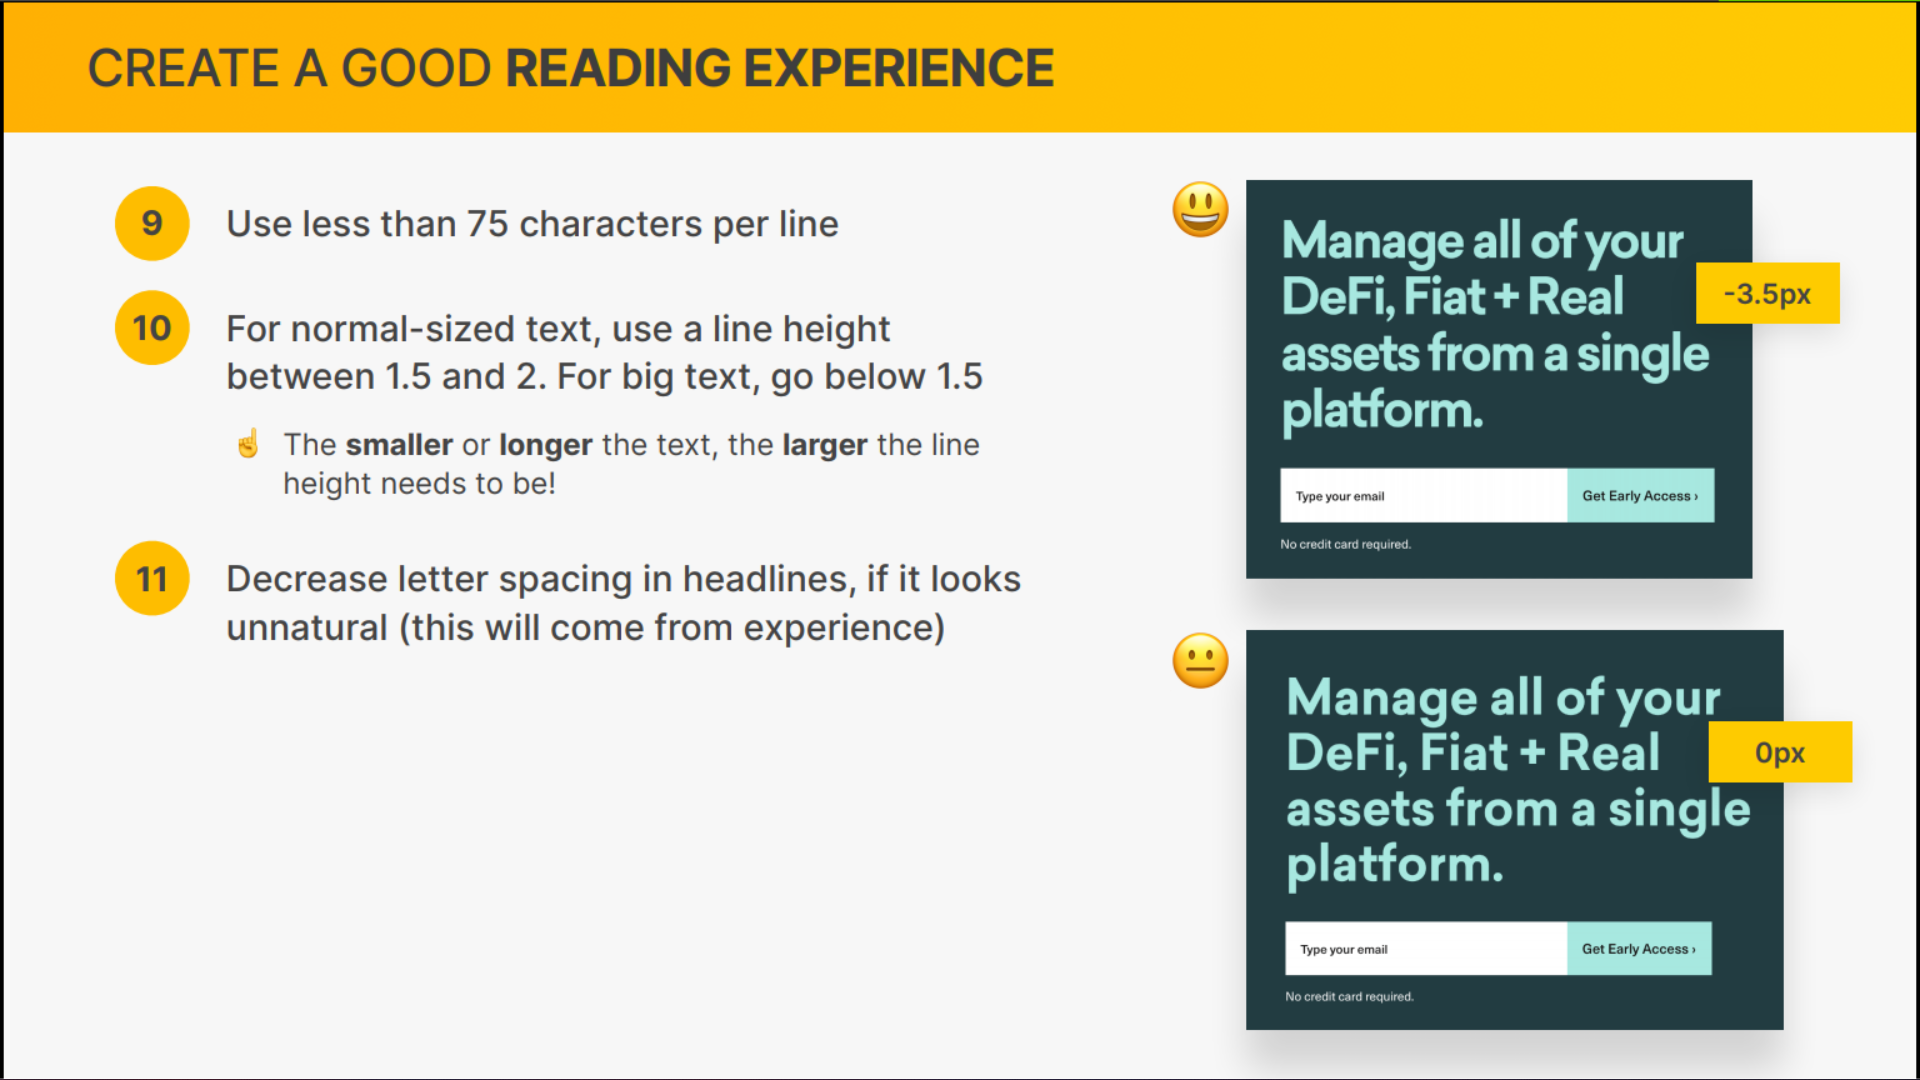 CREATE A GOOD READING EXPERIENCE
9
Use less than 75 characters per line
10
For normal-sized text, use a line height
between 1.5 and 2. For big text, go below 1.5
The smaller or longer the text, the larger the line
height needs to be!
11
Decrease letter spacing in headlines, if it looks
unnatural (this will come from experience)
Manage all of your
DeFi, Fiat + Real
assets from a single
platform.
-3.5px
Type your email
Get Early Access ›
No credit card required.
Manage all of your
DeFi, Fiat + Real
assets from a single
platform.
0px
Type your email
Get Early Access ›
No credit card required.